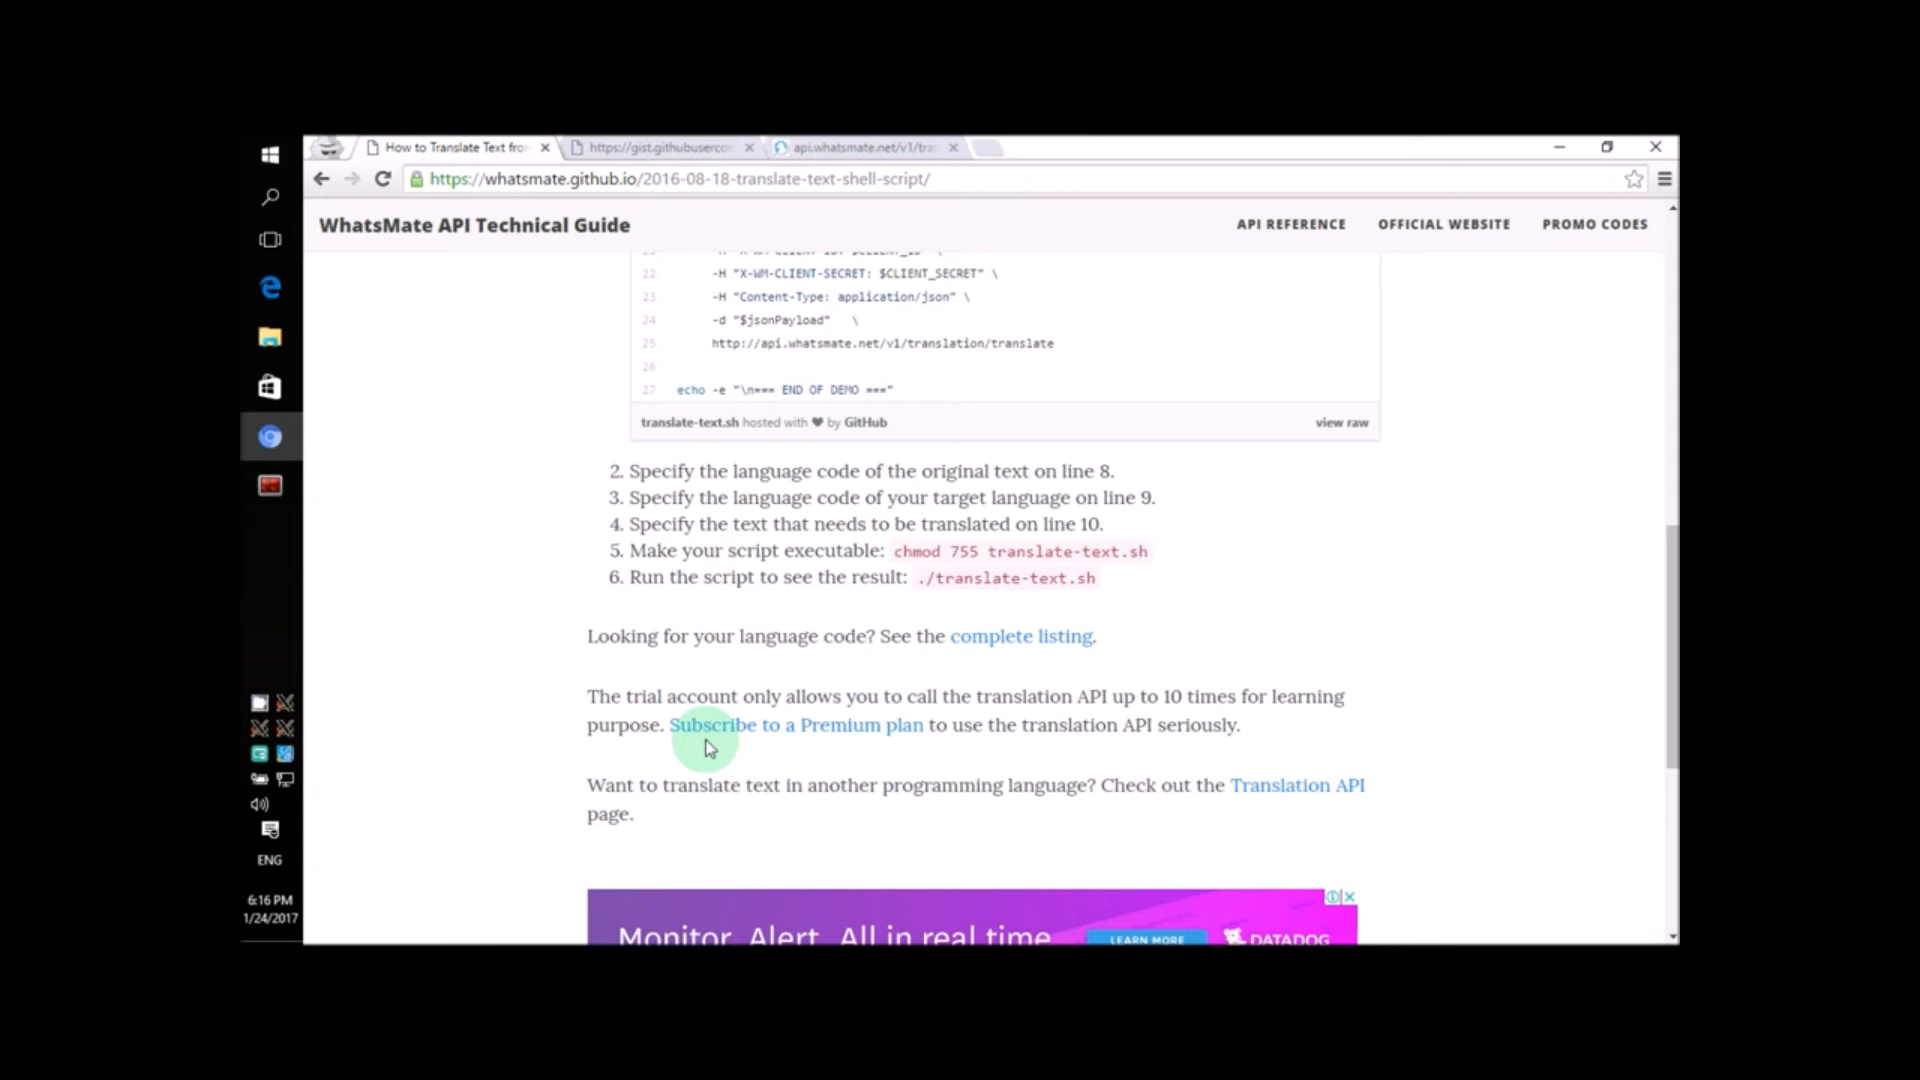 How to Translate Text fro
https://gist.githubuserco
api.whatsmate.net/v1/tra
https://whatsmate.github.io/2016-08-18-translate-text-shell-script/
WhatsMate API Technical Guide
API REFERENCE
OFFICIAL WEBSITE
PROMO CODES
22 -H "X-WM-CLIENT-SECRET: $CLIENT_SECRET" \
23 -H "Content-Type: application/json" \
24 -d "$jsonPayload" \
25 http://api.whatsmate.net/v1/translation/translate
26
27 echo -e "\n=== END OF DEMO ==="
translate-text.sh hosted with ❤ by GitHub
view raw
2. Specify the language code of the original text on line 8.
3. Specify the language code of your target language on line 9.
4. Specify the text that needs to be translated on line 10.
5. Make your script executable: chmod 755 translate-text.sh
6. Run the script to see the result: ./translate-text.sh
Looking for your language code? See the complete listing.
The trial account only allows you to call the translation API up to 10 times for learning
purpose. Subscribe to a Premium plan to use the translation API seriously.
Want to translate text in another programming language? Check out the Translation API
page.
Monitor. Alert. All in real time
LEARN MORE
DATADOG
ENG
6:16 PM
1/24/2017